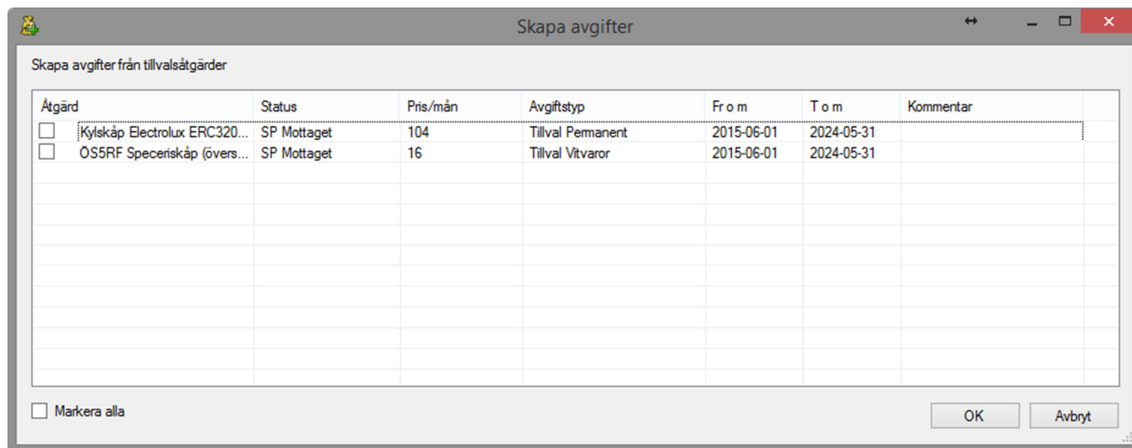 Skapa avgifter
Skapa avgifter från tillvalsåtgärder
Åtgärd Status Pris/mån Avgiftstyp Fr o m T o m Kommentar
Kylskåp Electrolux ERC320... SP Mottaget 104 Tillval Permanent 2015-06-01 2024-05-31
ÖS5RF Speceriskåp (övers... SP Mottaget 16 Tillval Vitvaror 2015-06-01 2024-05-31
Markera alla OK Avbryt